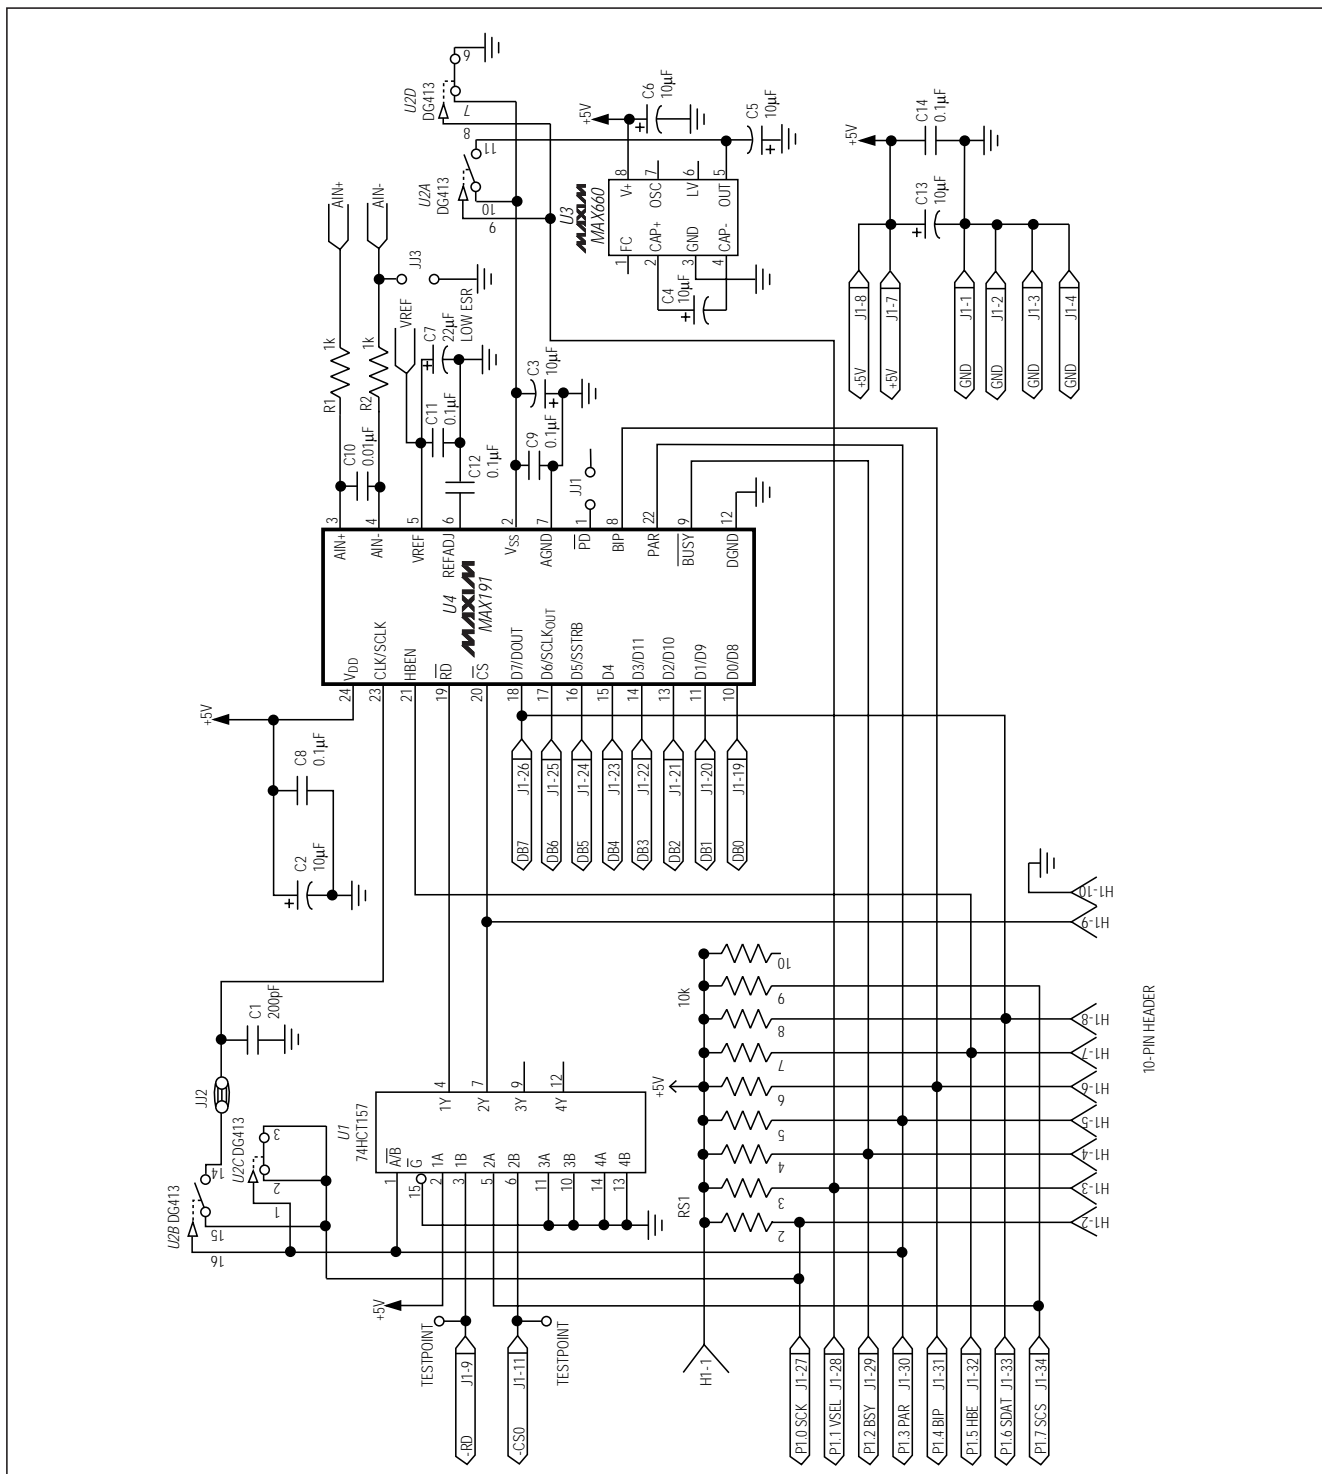 U2D
DG413
6
7
8
U2A
DG413
11
10
9
+5V
C6
10µF
C5
10µF
U3
MAXIM
MAX660
8
V+
7
OSC
6
LV
5
OUT
1
FC
2
CAP+
3
GND
4
CAP-
C4
10µF
+5V
C14
0.1µF
C13
10µF
+5V J1-8
+5V J1-7
GND J1-1
GND J1-2
GND J1-3
GND J1-4
AIN+
AIN-
JJ3
VREF
R1
1k
R2
1k
C7
22µF
LOW ESR
C10
0.01µF
C11
0.1µF
C12
0.1µF
C3
10µF
C9
0.1µF
JJ1
3
4
5
6
2
7
1
8
22
9
12
AIN+
AIN-
VREF
REFADJ
VSS
AGND
PD
BIP
PAR
BUSY
DGND
U4
MAXIM
MAX191
VDD
CLK/SCLK
HBEN
RD
CS
D7/DOUT
D6/SCLKOUT
D5/SSTRB
D4
D3/D11
D2/D10
D1/D9
D0/D8
24
23
21
19
20
18
17
16
15
14
13
11
10
+5V
C8
0.1µF
C2
10µF
DB7 J1-26
DB6 J1-25
DB5 J1-24
DB4 J1-23
DB3 J1-22
DB2 J1-21
DB1 J1-20
DB0 J1-19
C1
200pF
JJ2
U2C DG413
3
2
1
U2B DG413
14
15
16
U1
74HCT157
4
1Y
7
2Y
9
3Y
12
4Y
A/B
G
1A
1B
2A
2B
3A
3B
4A
4B
1
15
2
3
5
6
11
10
14
13
+5V
TESTPOINT
TESTPOINT
-RD J1-9
-CS0 J1-11
+5V
10k
RS1
10
9
8
7
6
5
4
3
2
H1-1
H1-10
H1-9
H1-8
H1-7
H1-6
H1-5
H1-4
H1-3
H1-2
10-PIN HEADER
P1.0 SCK J1-27
P1.1 VSEL J1-28
P1.2 BSY J1-29
P1.3 PAR J1-30
P1.4 BIP J1-31
P1.5 HBE J1-32
P1.6 SDAT J1-33
P1.7 SCS J1-34